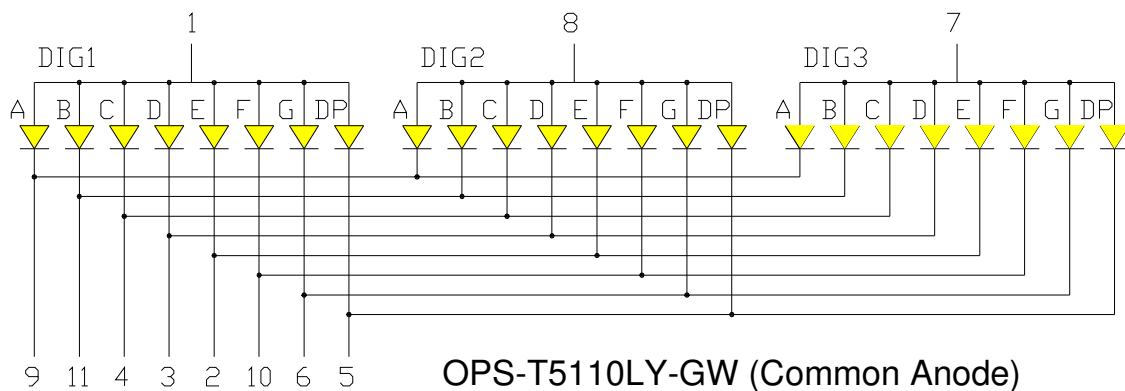 1 8 7
DIG1 DIG2 DIG3
A B C D E F G DP A B C D E F G DP A B C D E F G DP
9 11 4 3 2 10 6 5
OPS-T5110LY-GW (Common Anode)